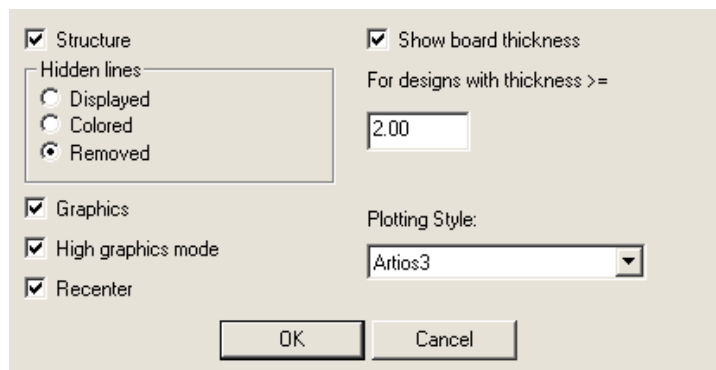 Structure
Hidden lines
Displayed
Colored
Removed
Graphics
High graphics mode
Recenter
Show board thickness
For designs with thickness >=
2.00
Plotting Style:
Artios3
OK
Cancel